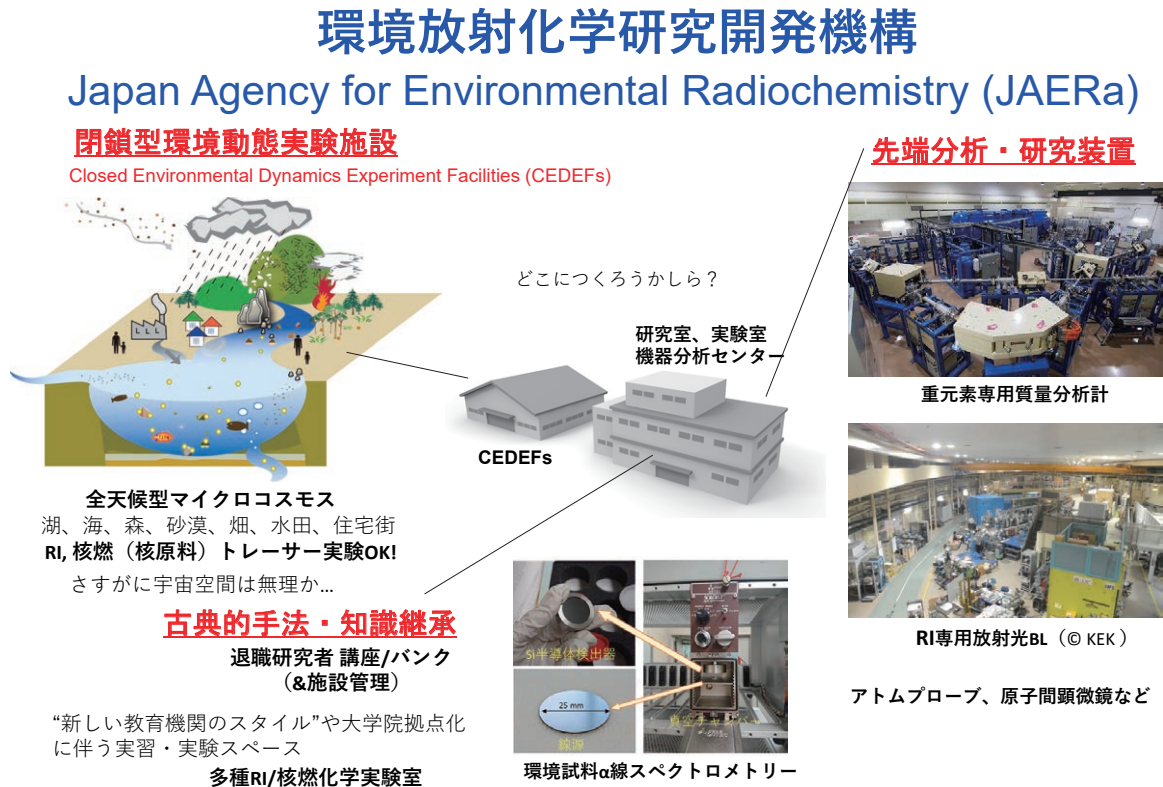 環境放射化学研究開発機構
Japan Agency for Environmental Radiochemistry (JAERa)
閉鎖型環境動態実験施設
Closed Environmental Dynamics Experiment Facilities (CEDEFs)
全天候型マイクロコスモス
湖、海、森、砂漠、畑、水田、住宅街
RI, 核燃（核原料）トレーサー実験OK!
さすがに宇宙空間は無理か...
どこにつくろうかしら？
研究室、実験室
機器分析センター
CEDEFs
先端分析・研究装置
重元素専用質量分析計
RI専用放射光BL（© KEK ）
アトムプローブ、原子間顕微鏡など
古典的手法・知識継承
退職研究者 講座/バンク
（&施設管理）
“新しい教育機関のスタイル”や大学院拠点化
に伴う実習・実験スペース
多種RI/核燃化学実験室
Si半導体検出器
25 mm
線源
真空チャンバー
環境試料α線スペクトロメトリー